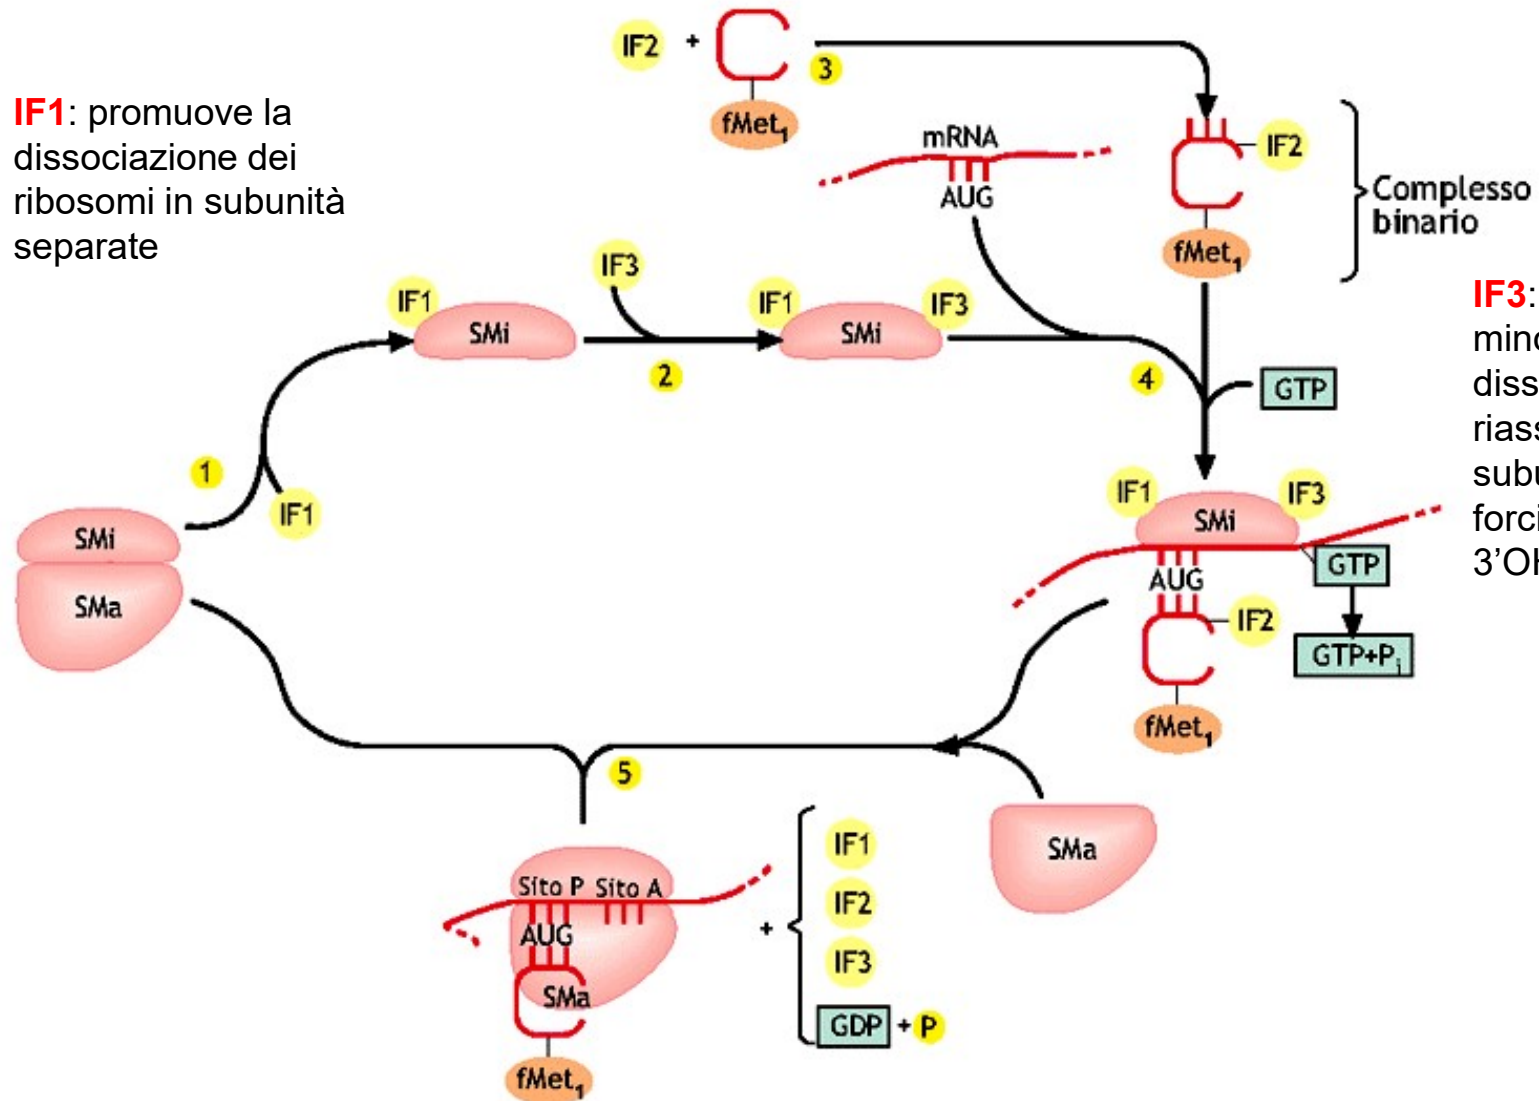 IF2 +
fMet1
3
IF1: promuove la
dissociazione dei
ribosomi in subunità
separate
mRNA
AUG
IF2
fMet1
Complesso
binario
IF3:
IF1
SMi
IF3
2
IF1
SMi
IF3
4
GTP
3'OH
1
IF1
SMi
SMa
IF1
SMi
IF3
AUG
GTP
IF2
GTP+Pi
fMet1
5
SMa
Sito P Sito A
AUG
SMa
fMet1
+
IF1
IF2
IF3
GDP + P